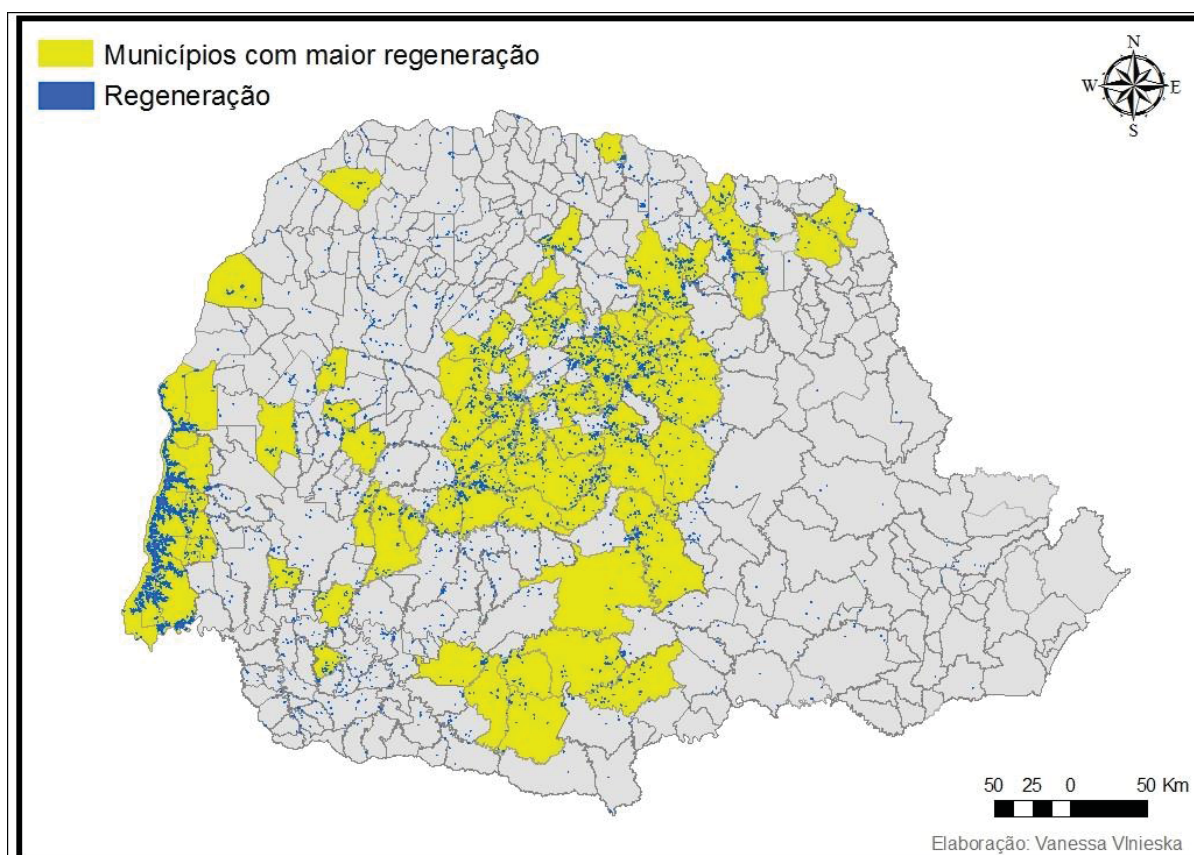 Municípios com maior regeneração
Regeneração
N
W E
S
50 25 0 50 Km
Elaboração: Vanessa Vlnieska